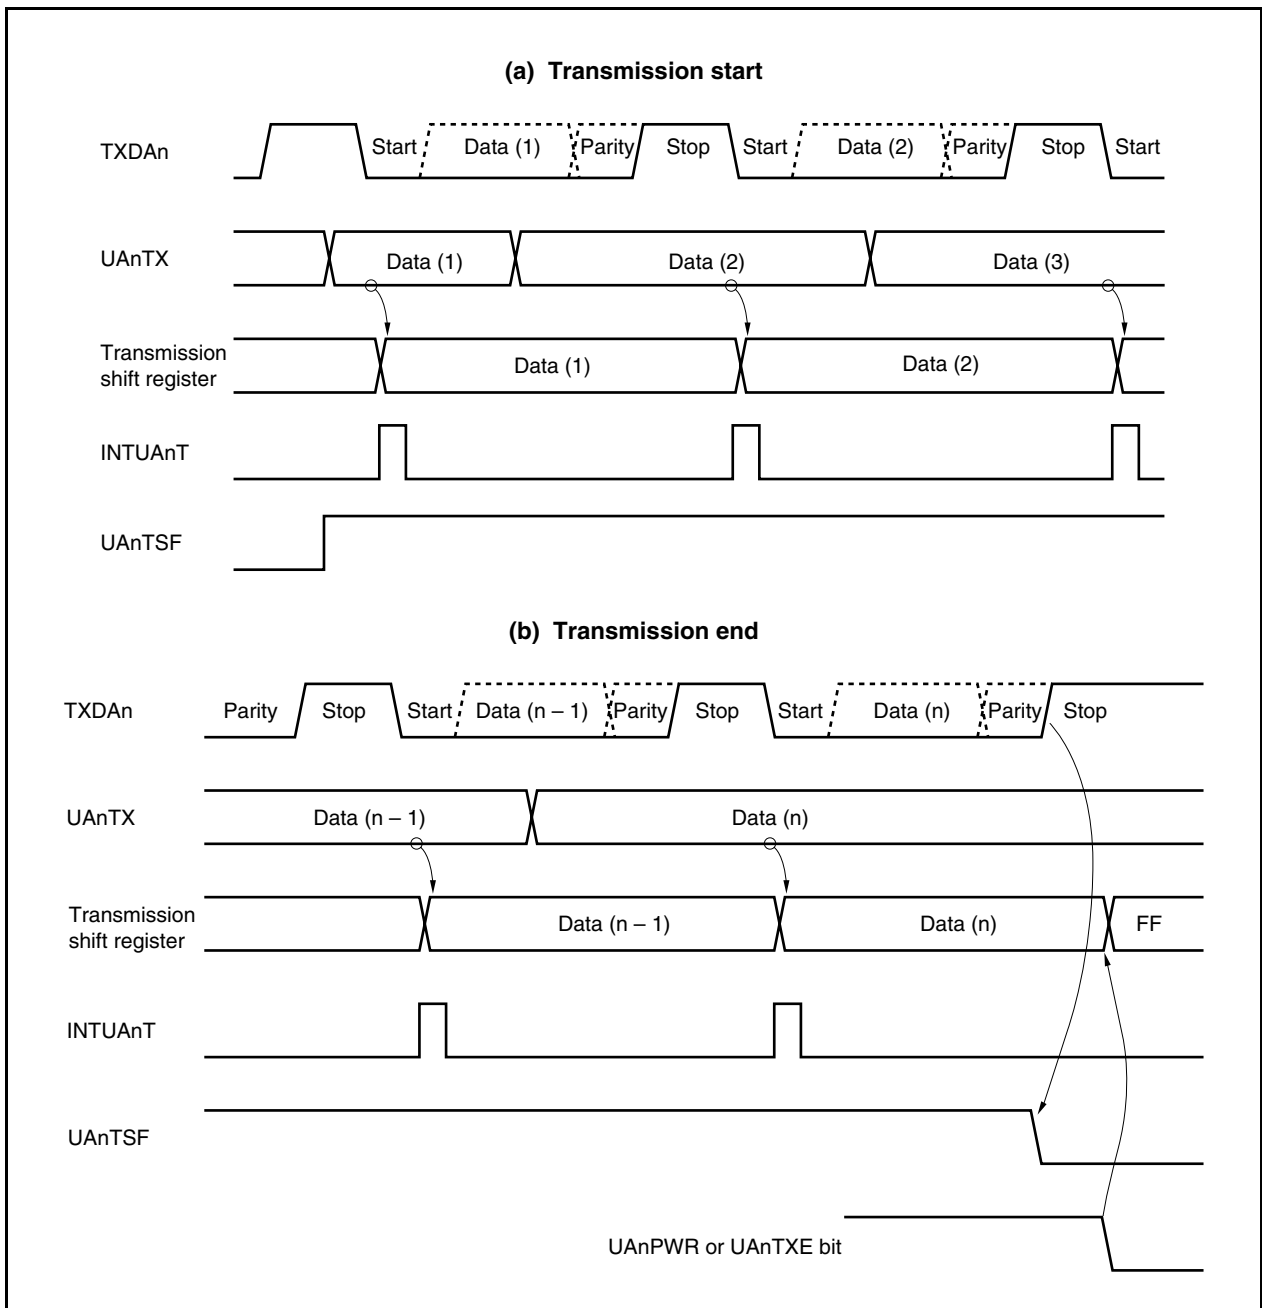 (a) Transmission start
TXDAn
Start Data (1) Parity Stop Start Data (2) Parity Stop Start
UAnTX
Data (1) Data (2) Data (3)
Transmission
shift register
Data (1) Data (2)
INTUAnT
UAnTSF
(b) Transmission end
TXDAn
Parity Stop Start Data (n – 1) Parity Stop Start Data (n) Parity Stop
UAnTX
Data (n – 1) Data (n)
Transmission
shift register
Data (n – 1) Data (n) FF
INTUAnT
UAnTSF
UAnPWR or UAnTXE bit